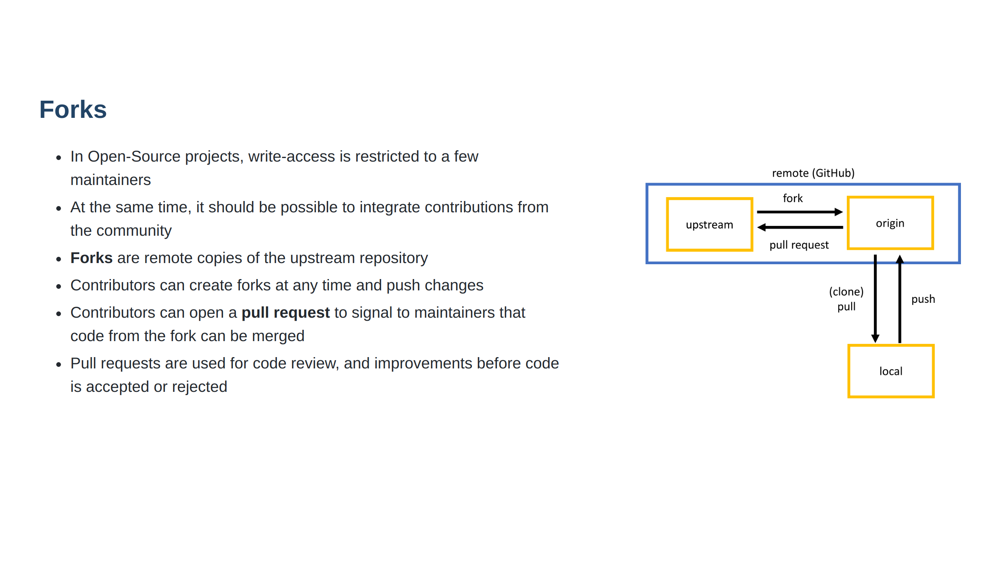 Forks
In Open-Source projects, write-access is restricted to a few
maintainers
At the same time, it should be possible to integrate contributions from
the community
Forks are remote copies of the upstream repository
Contributors can create forks at any time and push changes
Contributors can open a pull request to signal to maintainers that
code from the fork can be merged
Pull requests are used for code review, and improvements before code
is accepted or rejected
remote (GitHub)
fork
upstream
origin
pull request
(clone)
pull
push
local